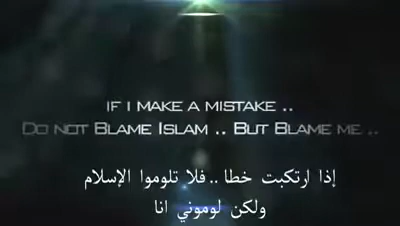 IF I MAKE A MISTAKE ..
DO NOT BLAME ISLAM .. BUT BLAME ME ..
إذا ارتكبت خطا .. فلا تلوموا الإسلام
ولكن لوموني انا